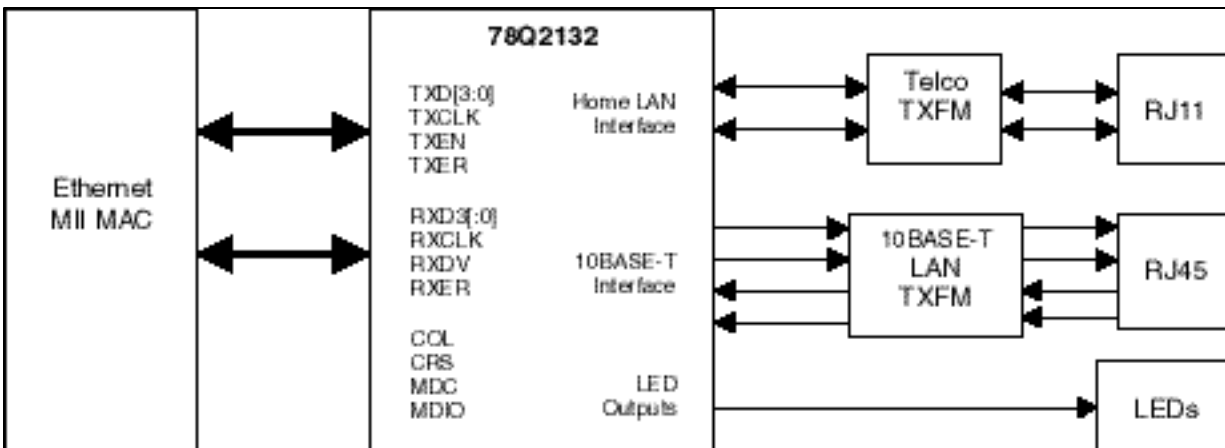 Ethernet
MII MAC
78Q2132
TXD[3:0]
TXCLK
TXEN
TXER
RXD3[:0]
RXCLK
RXDV
RXER
COL
CRS
MDC
MDIO
Home LAN
Interface
10BASE-T
Interface
LED
Outputs
Telco
TXFM
RJ11
10BASE-T
LAN
TXFM
RJ45
LEDs